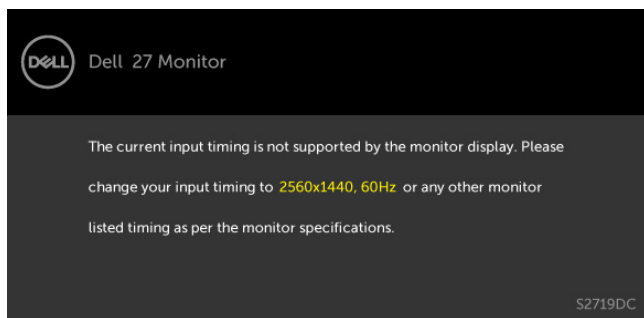 DELL Dell 27 Monitor
The current input timing is not supported by the monitor display. Please
change your input timing to 2560x1440, 60Hz or any other monitor
listed timing as per the monitor specifications.
S2719DC